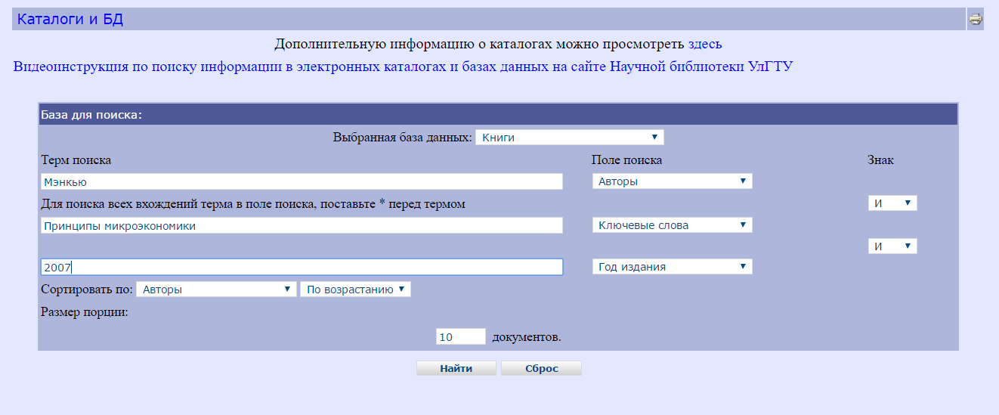 Каталоги и БД
Дополнительную информацию о каталогах можно просмотреть здесь
Видеоинструкция по поиску информации в электронных каталогах и базах данных на сайте Научной библиотеки УлГТУ
База для поиска:
Выбранная база данных: Книги
Терм поиска Поле поиска Знак
Мэнкью Авторы
Для поиска всех вхождений терма в поле поиска, поставьте * перед термом И
Принципы микроэкономики Ключевые слова
И
2007 Год издания
Сортировать по: Авторы По возрастанию
Размер порции:
10 документов.
Найти Сброс